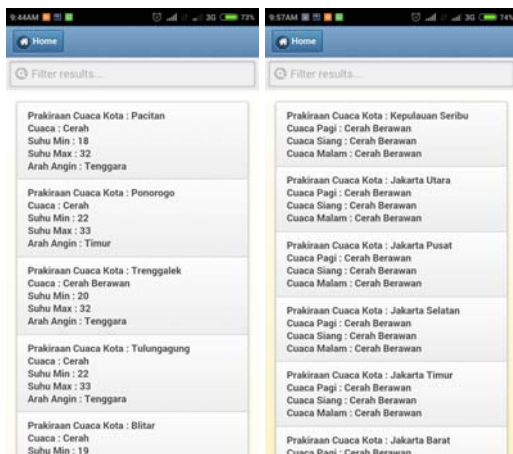 9:44AM
3G
73%
Home
Filter results...
Prakiraan Cuaca Kota : Pacitan
Cuaca : Cerah
Suhu Min : 18
Suhu Max : 32
Arah Angin : Tenggara
Prakiraan Cuaca Kota : Ponorogo
Cuaca : Cerah
Suhu Min : 22
Suhu Max : 33
Arah Angin : Timur
Prakiraan Cuaca Kota : Trenggalek
Cuaca : Cerah Berawan
Suhu Min : 20
Suhu Max : 32
Arah Angin : Tenggara
Prakiraan Cuaca Kota : Tulungagung
Cuaca : Cerah
Suhu Min : 22
Suhu Max : 33
Arah Angin : Tenggara
Prakiraan Cuaca Kota : Blitar
Cuaca : Cerah
Suhu Min : 19
9:57AM
3G
74%
Home
Filter results...
Prakiraan Cuaca Kota : Kepulauan Seribu
Cuaca Pagi : Cerah Berawan
Cuaca Siang : Cerah Berawan
Cuaca Malam : Cerah Berawan
Prakiraan Cuaca Kota : Jakarta Utara
Cuaca Pagi : Cerah Berawan
Cuaca Siang : Cerah Berawan
Cuaca Malam : Cerah Berawan
Prakiraan Cuaca Kota : Jakarta Pusat
Cuaca Pagi : Cerah Berawan
Cuaca Siang : Cerah Berawan
Cuaca Malam : Cerah Berawan
Prakiraan Cuaca Kota : Jakarta Selatan
Cuaca Pagi : Cerah Berawan
Cuaca Siang : Cerah Berawan
Cuaca Malam : Cerah Berawan
Prakiraan Cuaca Kota : Jakarta Timur
Cuaca Pagi : Cerah Berawan
Cuaca Siang : Cerah Berawan
Cuaca Malam : Cerah Berawan
Prakiraan Cuaca Kota : Jakarta Barat
Cuaca Pagi : Cerah Berawan